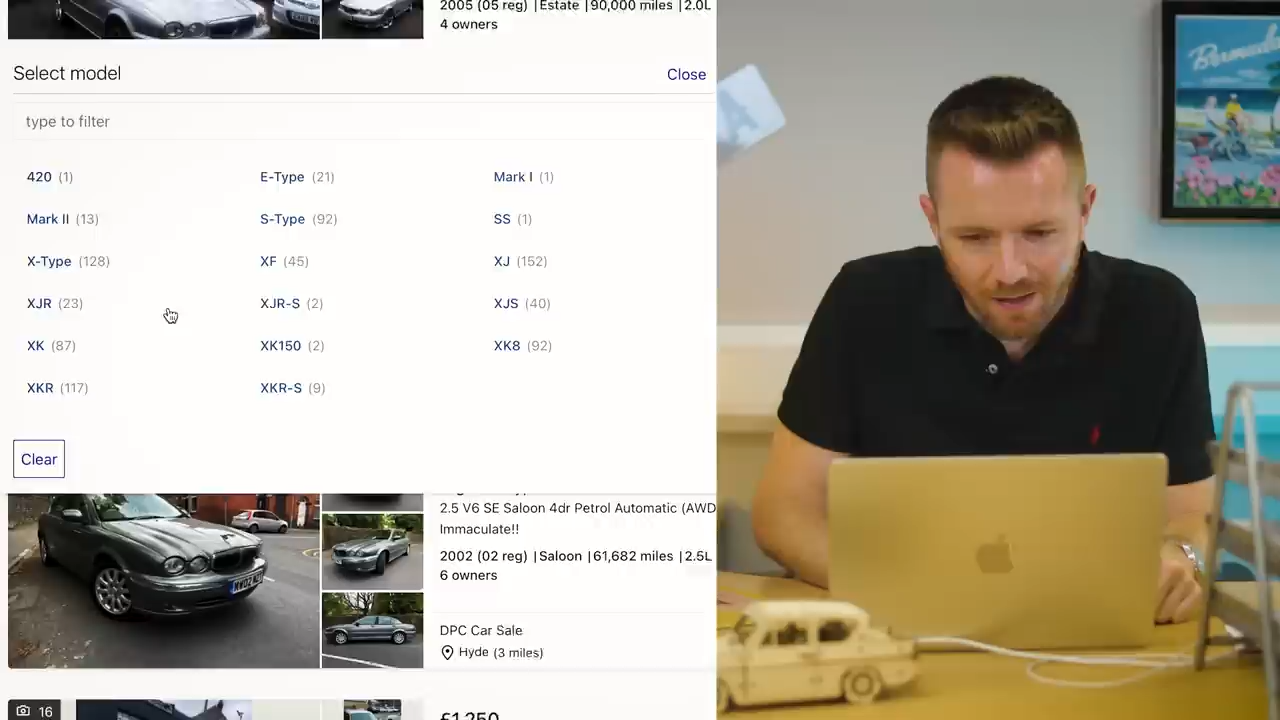 2005 (05 reg) | Estate | 90,000 miles | 2.0L
4 owners
Select model
Close
type to filter
420 (1)
E-Type (21)
Mark I (1)
Mark II (13)
S-Type (92)
SS (1)
X-Type (128)
XF (45)
XJ (152)
XJR (23)
XJR-S (2)
XJS (40)
XK (87)
XK150 (2)
XK8 (92)
XKR (117)
XKR-S (9)
Clear
2.5 V6 SE Saloon 4dr Petrol Automatic (AWD
Immaculate!!
2002 (02 reg) | Saloon | 61,682 miles | 2.5L
6 owners
DPC Car Sale
Hyde (3 miles)
16
£1,250
Bermuda